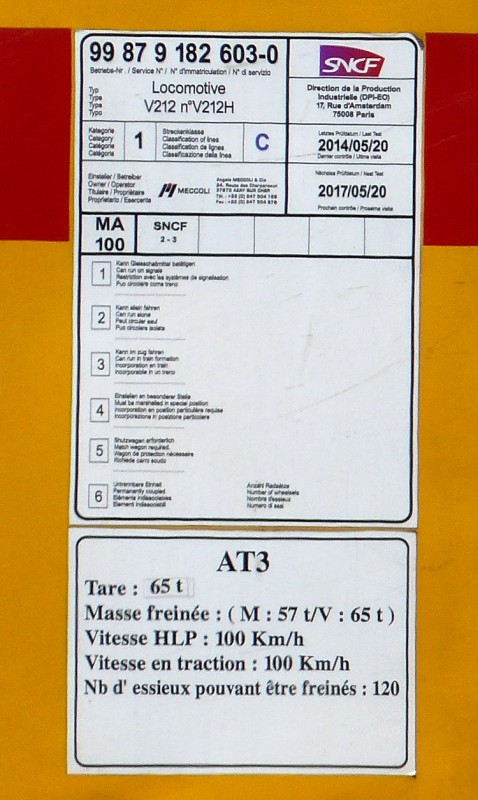 99 87 9 182 603-0
Betriebs-Nr. / Service N° / N° d'immatriculation / N° di servizio
SNCF
Typ
Type
Type
Tipo
Locomotive
V212 n°V212H
Direction de la Production
Industrielle (DPI-EO)
17, Rue d'Amsterdam
75008 Paris
Kategorie
Category
Catégorie
Categoria
1
Streckenklasse
Classification of lines
Classification de lignes
Classificazione della linea
C
Letztes Prüfdatum / Last Test
2014/05/20
Dernier contrôle / Ultima visita
Einsteller / Betreiber
Owner / Operator
Titulaire / Propriétaire
Proprietario / Esercente
MECCOLI
Angelo MECCOLI & Cie
Nächstes Prüfdatum / Next Test
2017/05/20
Prochain contrôle / Prossima visita
MA
100
SNCF
2 - 3
1
Kann Gleisschaltmittel betätigen
Can run on signals
Restriction avec les systèmes de signalisation
Puo circolare come treno
2
Kann allein fahren
Can run alone
Peut circuler seul
Puo circolare isolata
3
Kann im zug fahren
Can run in train formation
Incorporation en train
Incorporabile in un treno
4
Einstellen an besonderer Stelle
Must be marshalled in special position
Incorporation en position particulière requise
Incorporazione in posizione particolare
5
Shutzwagen erforderlich
Match wagon required
Wagon de protection nécessaire
Richiede carro scudo
6
Untrennbare Einheit
Permanently coupled
Eléments indissociables
Elementi indissociabili
Anzahl Radsätze
Number of wheelsets
Nombre d'essieux
Numero di assi
AT3
Tare : 65 t
Masse freinée : ( M : 57 t/V : 65 t )
Vitesse HLP : 100 Km/h
Vitesse en traction : 100 Km/h
Nb d' essieux pouvant être freinés : 120